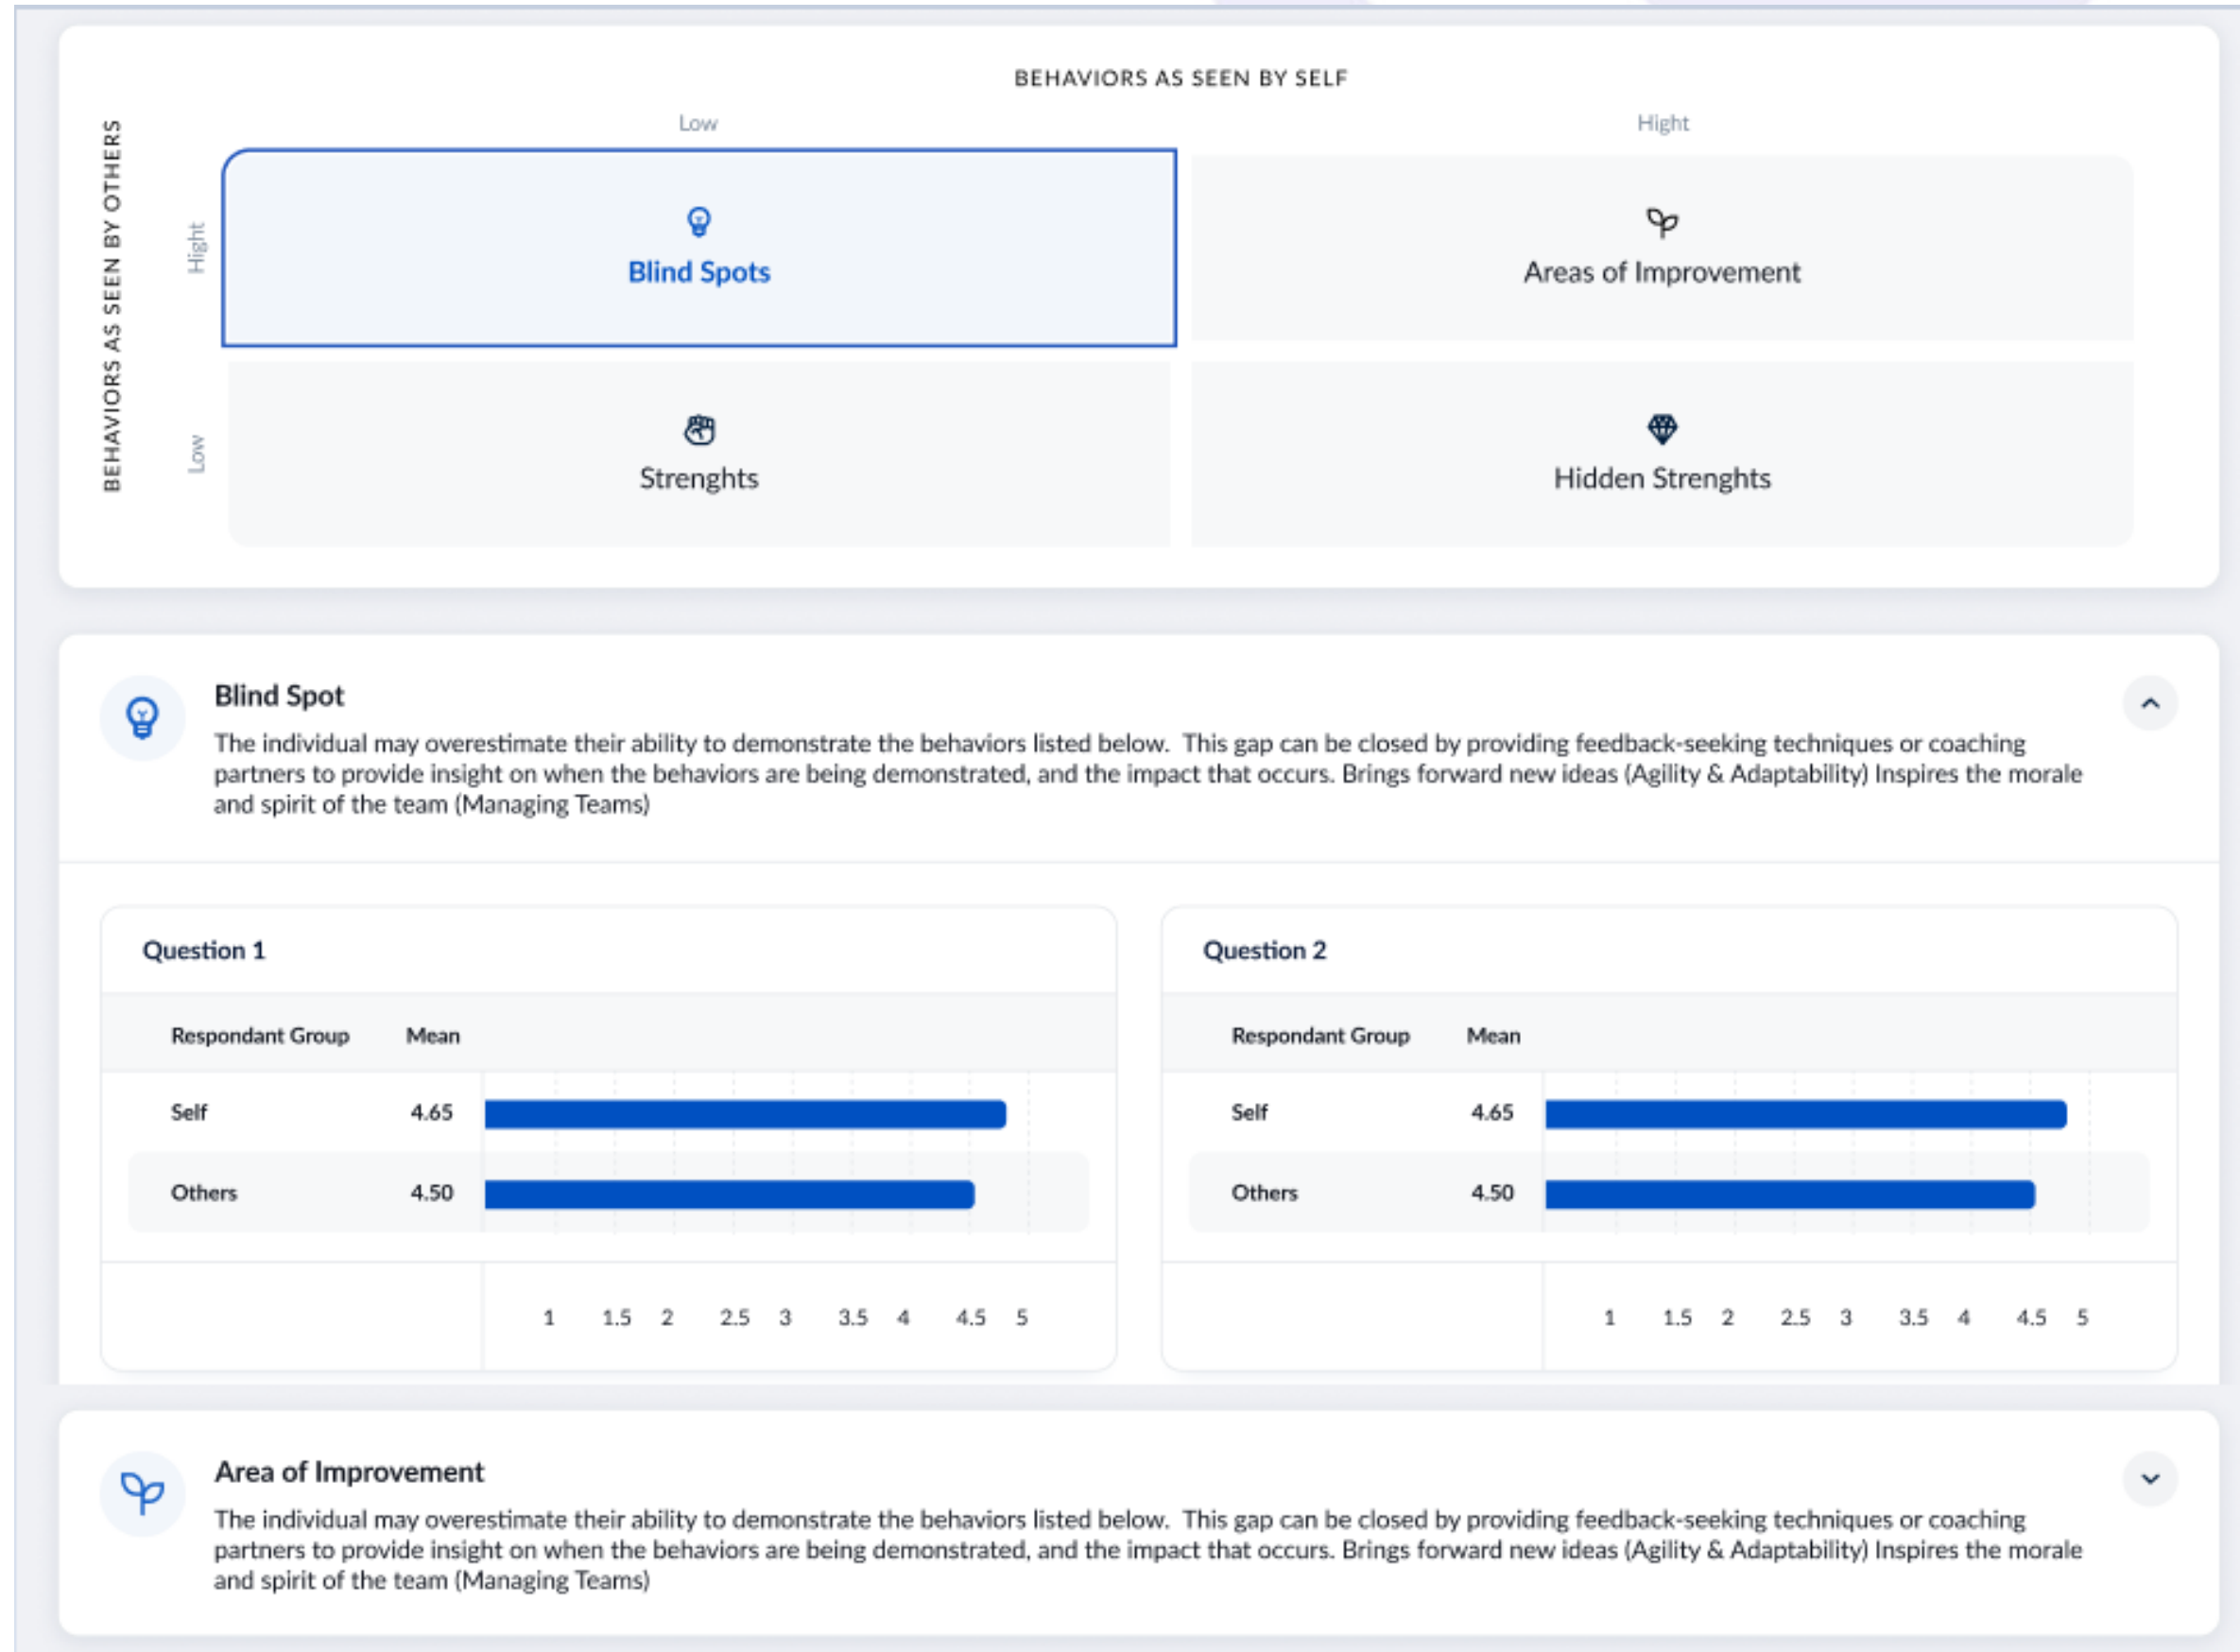 BEHAVIORS AS SEEN BY SELF
Low
Hight
BEHAVIORS AS SEEN BY OTHERS
Hight
Blind Spots
Areas of Improvement
Low
Strenghts
Hidden Strenghts
Blind Spot
The individual may overestimate their ability to demonstrate the behaviors listed below.  This gap can be closed by providing feedback-seeking techniques or coaching
partners to provide insight on when the behaviors are being demonstrated, and the impact that occurs. Brings forward new ideas (Agility & Adaptability) Inspires the morale
and spirit of the team (Managing Teams)
Question 1
Respondant Group Mean
Self 4.65
Others 4.50
1 1.5 2 2.5 3 3.5 4 4.5 5
Question 2
Respondant Group Mean
Self 4.65
Others 4.50
1 1.5 2 2.5 3 3.5 4 4.5 5
Area of Improvement
The individual may overestimate their ability to demonstrate the behaviors listed below.  This gap can be closed by providing feedback-seeking techniques or coaching
partners to provide insight on when the behaviors are being demonstrated, and the impact that occurs. Brings forward new ideas (Agility & Adaptability) Inspires the morale
and spirit of the team (Managing Teams)